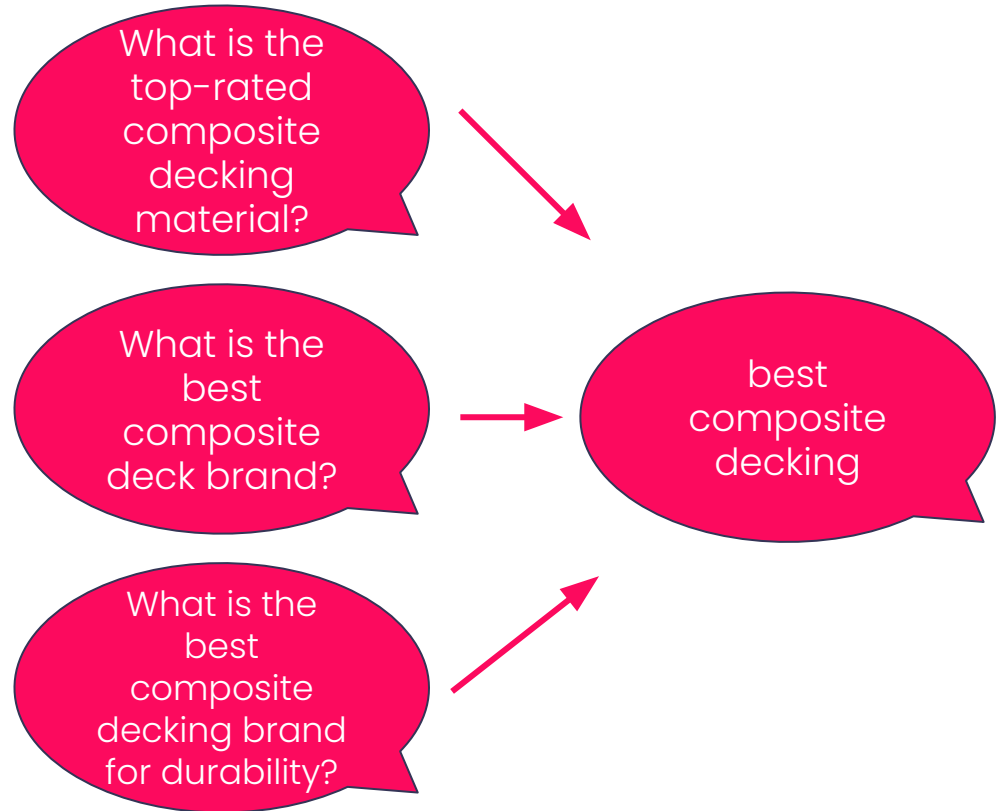 What is the
top-rated
composite
decking
material?
What is the
best
composite
deck brand?
What is the
best
composite
decking brand
for durability?
best
composite
decking